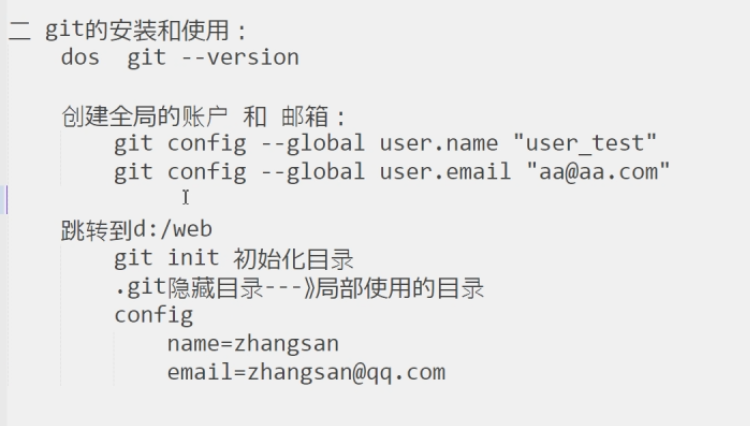 二 git的安装和使用：
dos  git --version
创建全局的账户 和 邮箱：
git config --global user.name "user_test"
git config --global user.email "aa@aa.com"
跳转到d:/web
git init 初始化目录
.git隐藏目录---》局部使用的目录
config
name=zhangsan
email=zhangsan@qq.com